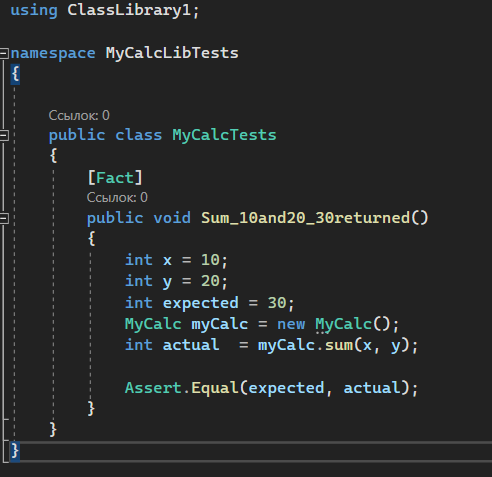 using ClassLibrary1;
namespace MyCalcLibTests
{
Ссылок: 0
public class MyCalcTests
{
[Fact]
Ссылок: 0
public void Sum_10and20_30returned()
{
int x = 10;
int y = 20;
int expected = 30;
MyCalc myCalc = new MyCalc();
int actual  = myCalc.sum(x, y);
Assert.Equal(expected, actual);
}
}
}